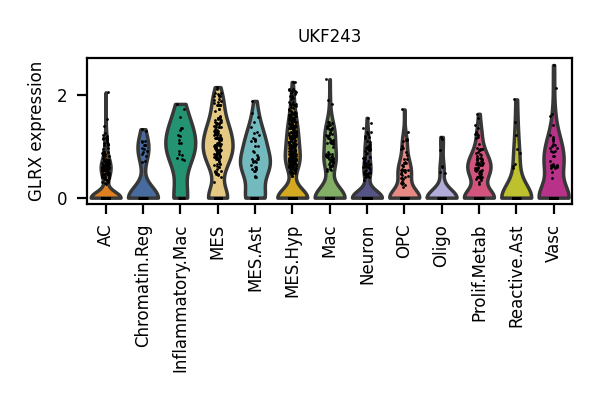 UKF243
GLRX expression
2
0
AC
Chromatin.Reg
Inflammatory.Mac
MES
MES.Ast
MES.Hyp
Mac
Neuron
OPC
Oligo
Prolif.Metab
Reactive.Ast
Vasc